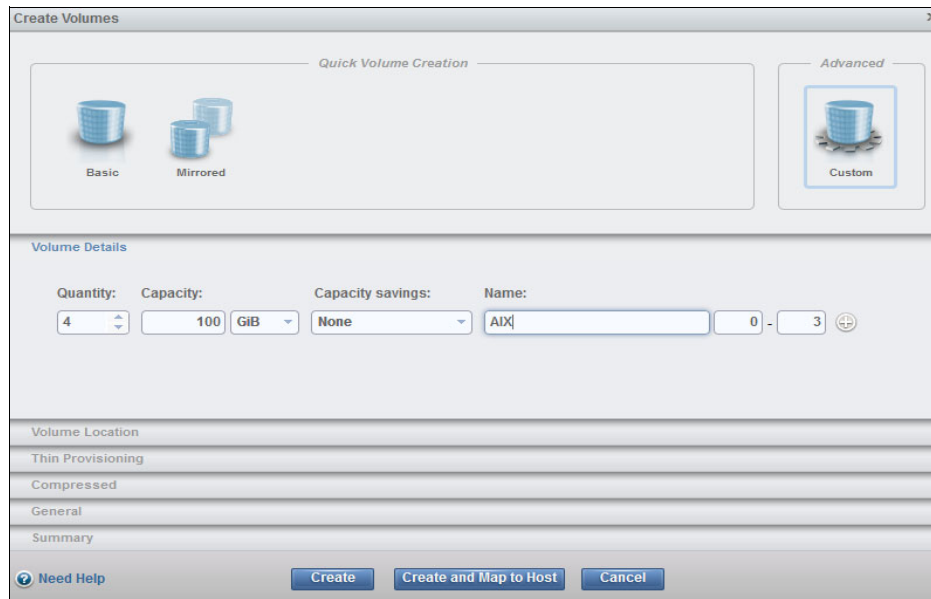 Create Volumes
Quick Volume Creation
Advanced
Basic
Mirrored
Custom
Volume Details
Quantity: Capacity: Capacity savings: Name:
4 100 GiB None AIX 0 - 3
Volume Location
Thin Provisioning
Compressed
General
Summary
Need Help Create Create and Map to Host Cancel